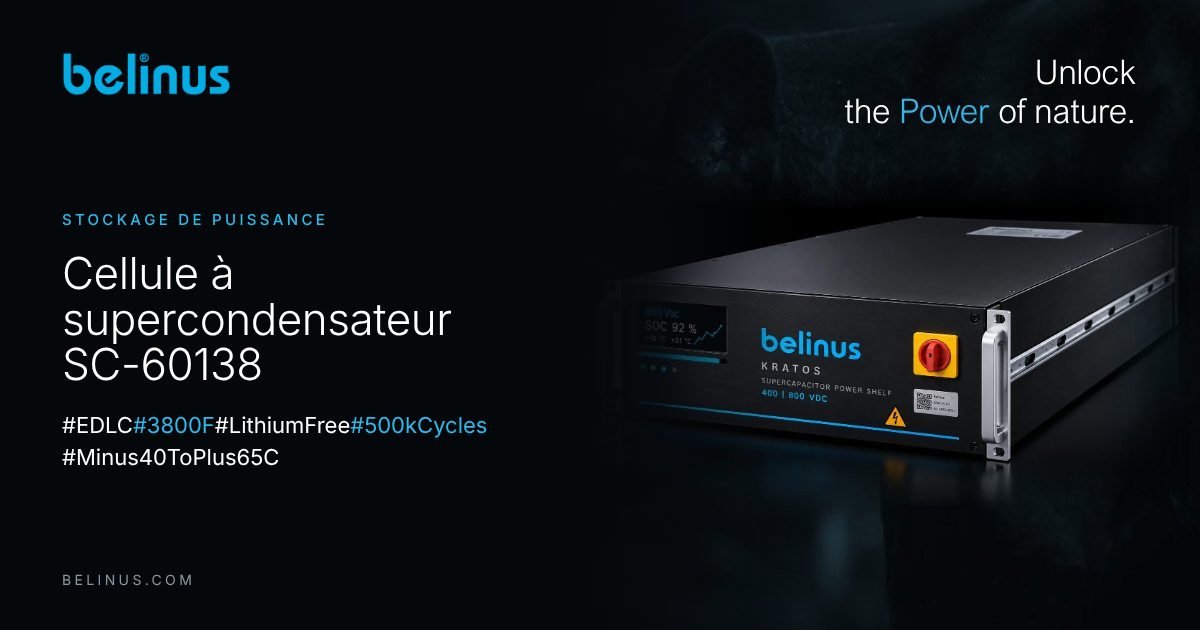 belinus®
Unlock
the Power of nature.
STOCKAGE DE PUISSANCE
Cellule à
supercondensateur
SC-60138
#EDLC#3800F#LithiumFree#500kCycles
#Minus40ToPlus65C
800 Vdc
SOC 92 %
belinus
KRATOS
SUPERCAPACITOR POWER SHELF
400 | 800 VDC
BELINUS.COM